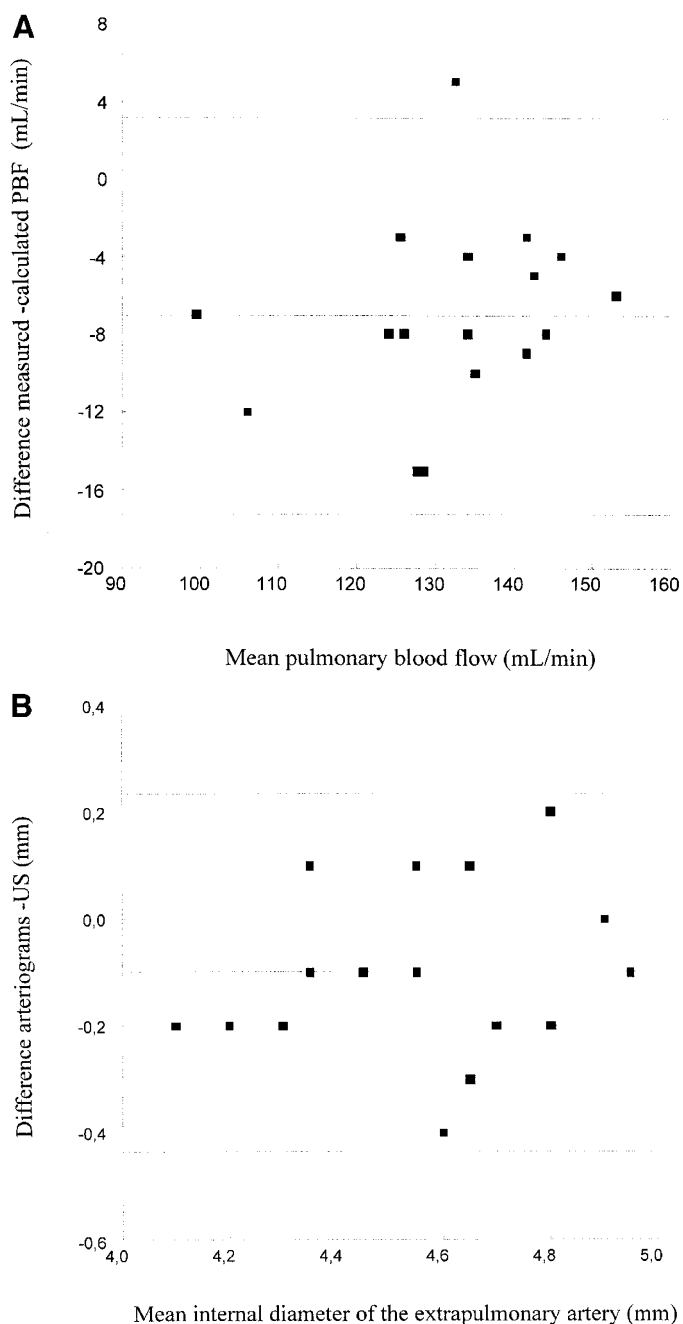 A
Difference measured -calculated PBF (mL/min)
8
4
0
-4
-8
-12
-16
-20
90 100 110 120 130 140 150 160
Mean pulmonary blood flow (mL/min)
B
Difference arteriograms -US (mm)
0,4
0,2
0,0
-0,2
-0,4
-0,6
4,0 4,2 4,4 4,6 4,8 5,0
Mean internal diameter of the extrapulmonary artery (mm)